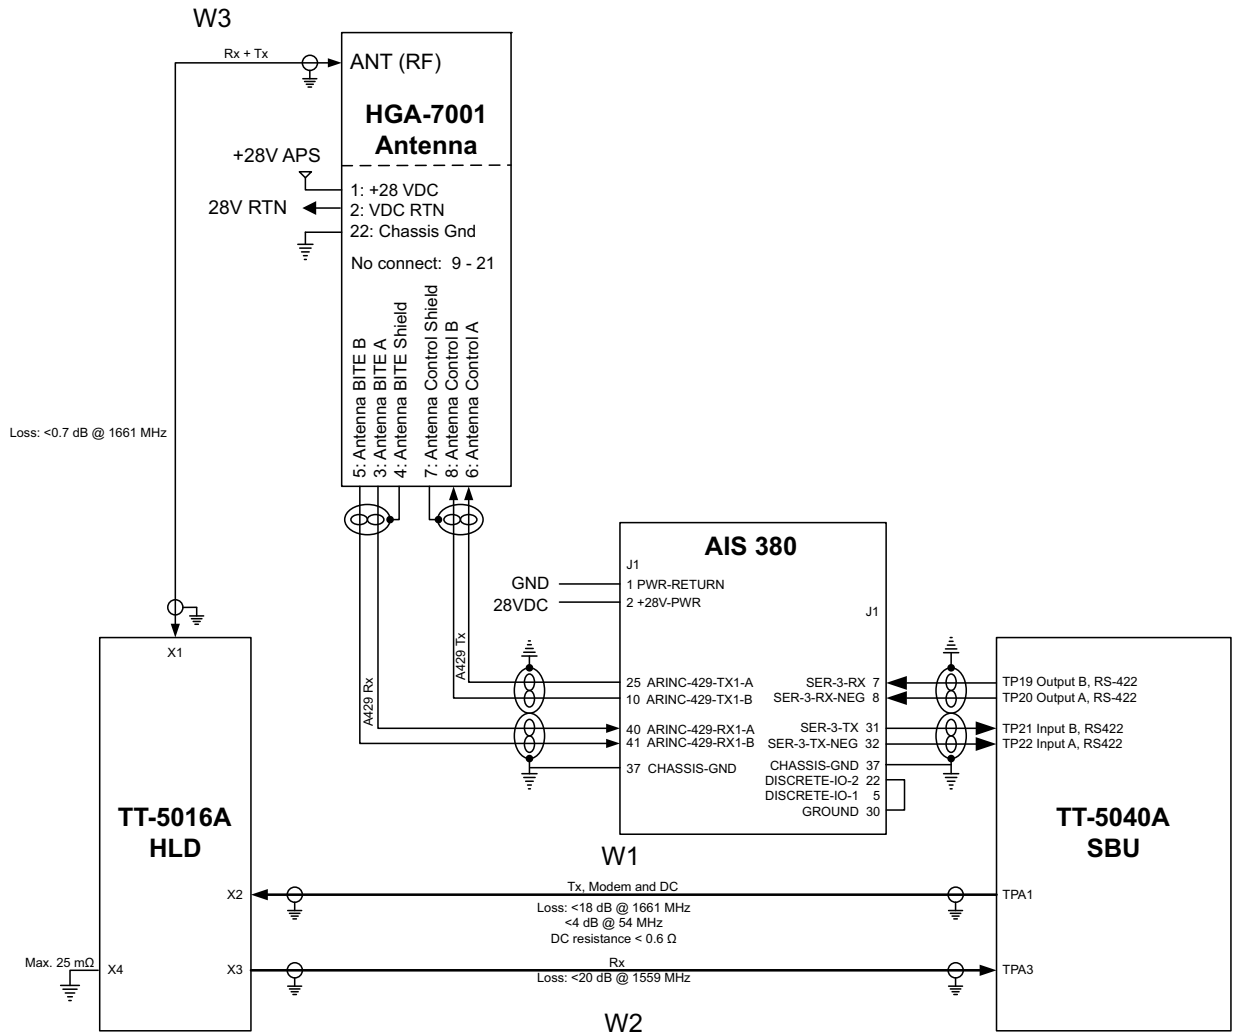 W3
Rx + Tx
ANT (RF)
HGA-7001
Antenna
+28V APS
1: +28 VDC
28V RTN
2: VDC RTN
22: Chassis Gnd
No connect: 9 - 21
5: Antenna BITE B
3: Antenna BITE A
4: Antenna BITE Shield
7: Antenna Control Shield
8: Antenna Control B
6: Antenna Control A
Loss: <0.7 dB @ 1661 MHz
AIS 380
J1
GND
1 PWR-RETURN
28VDC
2 +28V-PWR
J1
X1
A429 Rx
A429 Tx
25 ARINC-429-TX1-A
10 ARINC-429-TX1-B
40 ARINC-429-RX1-A
41 ARINC-429-RX1-B
37 CHASSIS-GND
SER-3-RX 7
SER-3-RX-NEG 8
SER-3-TX 31
SER-3-TX-NEG 32
CHASSIS-GND 37
DISCRETE-IO-2 22
DISCRETE-IO-1 5
GROUND 30
TP19 Output B, RS-422
TP20 Output A, RS-422
TP21 Input B, RS422
TP22 Input A, RS422
TT-5016A
HLD
TT-5040A
SBU
W1
X2
Tx, Modem and DC
TPA1
Loss: <18 dB @ 1661 MHz
<4 dB @ 54 MHz
DC resistance < 0.6 Ω
Max. 25 mΩ
X4
X3
Rx
TPA3
Loss: <20 dB @ 1559 MHz
W2